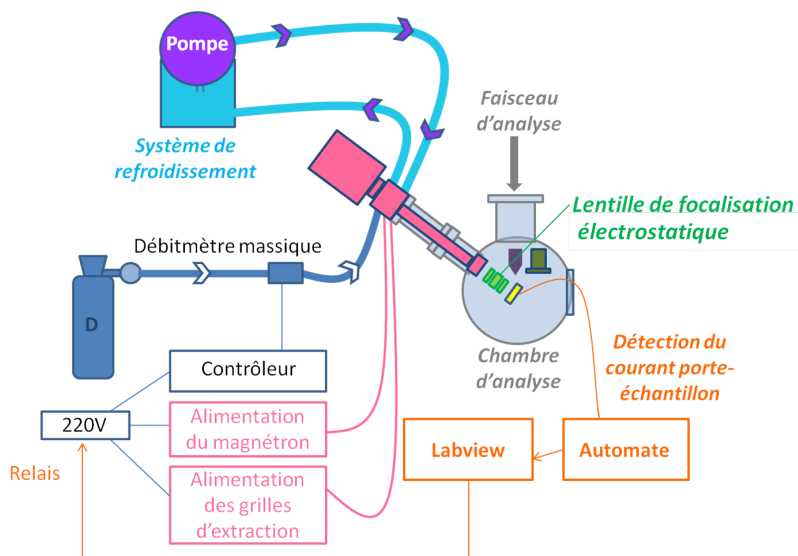 Pompe
Système de
refroidissement
Faisceau
d'analyse
Lentille de focalisation
électrostatique
Débitmètre massique
D
Chambre
d'analyse
Détection du
courant porte-
échantillon
Contrôleur
220V
Alimentation
du magnétron
Relais
Alimentation
des grilles
d'extraction
Labview
Automate